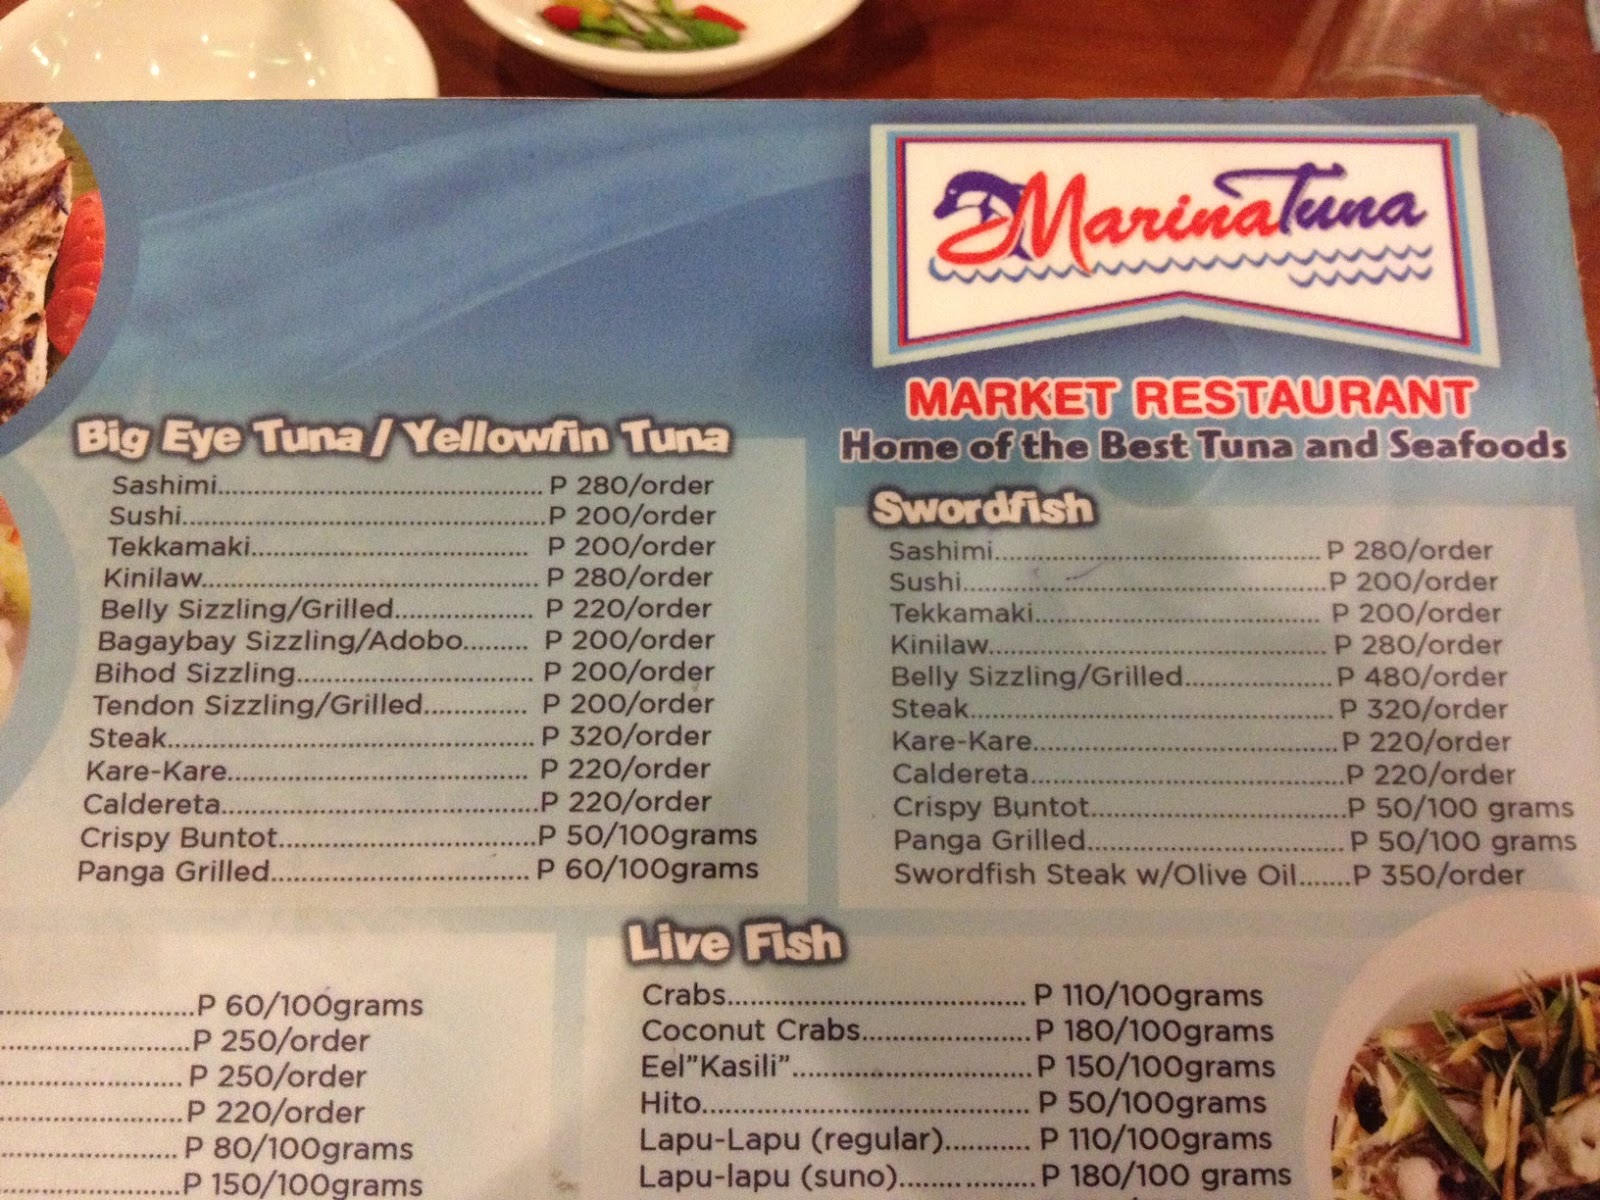 MarinaTuna
MARKET RESTAURANT
Home of the Best Tuna and Seafoods
Big Eye Tuna / Yellowfin Tuna
Sashimi........................................ P 280/order
Sushi.............................................P 200/order
Tekkamaki.................................. P 200/order
Kinilaw......................................... P 280/order
Belly Sizzling/Grilled................. P 220/order
Bagaybay Sizzling/Adobo......... P 200/order
Bihod Sizzling............................. P 200/order
Tendon Sizzling/Grilled.............. P 200/order
Steak............................................. P 320/order
Kare-Kare..................................... P 220/order
Caldereta.......................................P 220/order
Crispy Buntot...............................P 50/100grams
Panga Grilled................................ P 60/100grams
Swordfish
Sashimi........................................ P 280/order
Sushi.............................................P 200/order
Tekkamaki................................... P 200/order
Kinilaw......................................... P 280/order
Belly Sizzling/Grilled..................P 480/order
Steak.............................................P 320/order
Kare-Kare.....................................P 220/order
Caldereta......................................P 220/order
Crispy Buntot...............................P 50/100 grams
Panga Grilled................................P 50/100 grams
Swordfish Steak w/Olive Oil.......P 350/order
........................P 60/100grams
.......................P 250/order
...................... P 250/order
......................P 220/order
..................... P 80/100grams
......................P 150/100grams
Live Fish
Crabs.................................... P 110/100grams
Coconut Crabs....................P 180/100grams
Eel”Kasili”.............................P 150/100grams
Hito....................................... P 50/100grams
Lapu-Lapu (regular).......... P 110/100grams
Lapu-lapu (suno)................P 180/100 grams